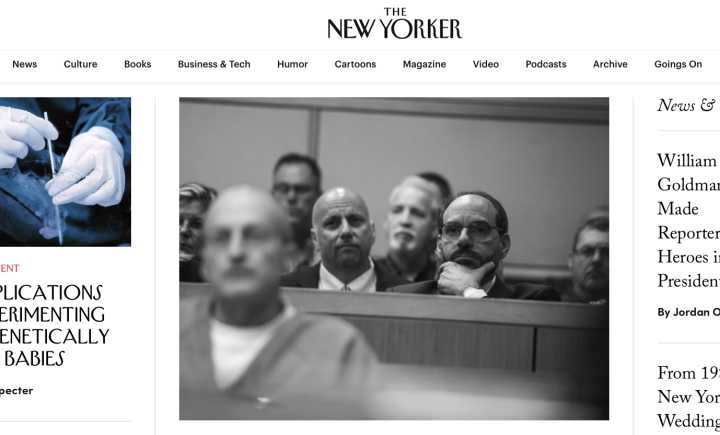 THE
NEW YORKER
News
Culture
Books
Business & Tech
Humor
Cartoons
Magazine
Video
Podcasts
Archive
Goings On
ENT
PLICATIONS
ERIMENTING
ENETICALLY
BABIES
pecter
News &
William
Goldman
Made
Reporter
Heroes i
President
By Jordan O
From 19
New Yor
Wedding